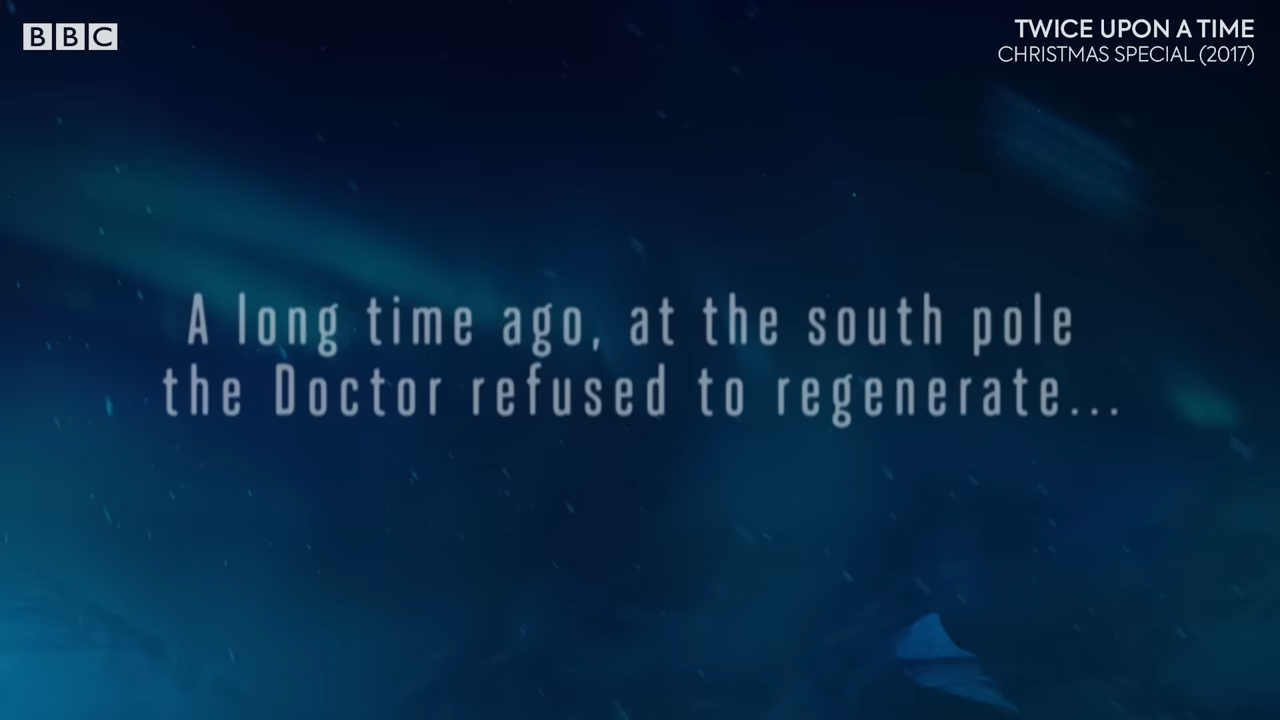 BBC
TWICE UPON A TIME
CHRISTMAS SPECIAL (2017)
A long time ago, at the south pole
the Doctor refused to regenerate...